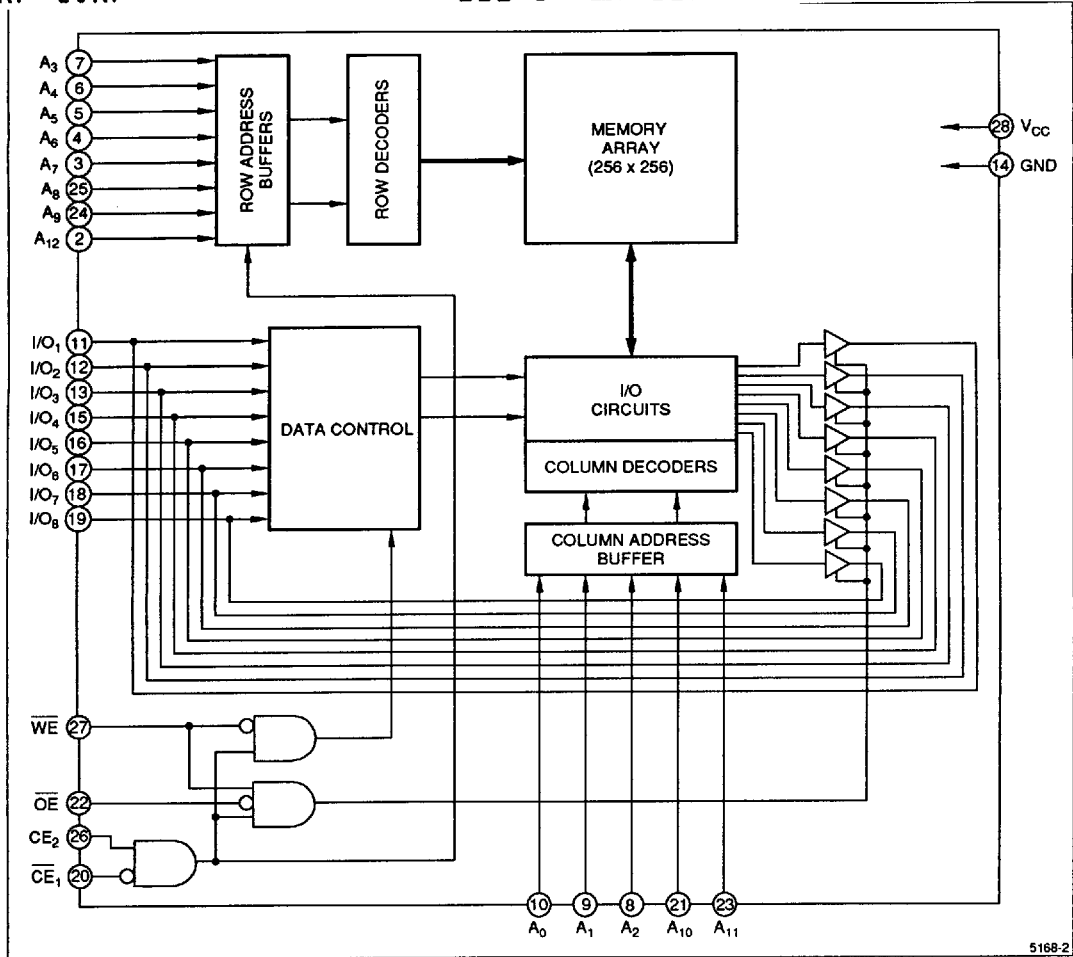 A3 7
A4 6
A5 5
A6 4
A7 3
A8 25
A9 24
A12 2
ROW ADDRESS
BUFFERS
ROW DECODERS
MEMORY
ARRAY
(256 x 256)
28 VCC
14 GND
I/O1 11
I/O2 12
I/O3 13
I/O4 15
I/O5 16
I/O6 17
I/O7 18
I/O8 19
DATA CONTROL
I/O
CIRCUITS
COLUMN DECODERS
COLUMN ADDRESS
BUFFER
WE 27
OE 22
CE2 26
CE1 20
10 9 8 21 23
A0 A1 A2 A10 A11
5168-2